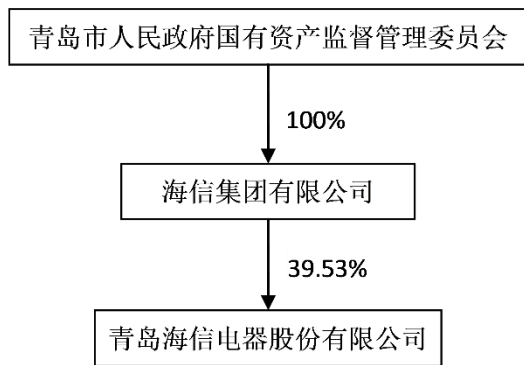 青岛市人民政府国有资产监督管理委员会
100%
海信集团有限公司
39.53%
青岛海信电器股份有限公司